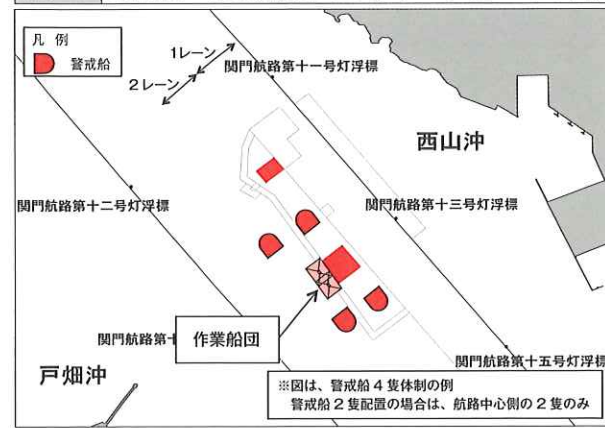 凡 例
警戒船
1レーン
2レーン
関門航路第十一号灯浮標
西山沖
関門航路第十二号灯浮標
関門航路第十三号灯浮標
作業船団
関門航路第十
関門航路第十五号灯浮標
戸畑沖
※図は、警戒船4隻体制の例
警戒船2隻配置の場合は、航路中心側の2隻のみ